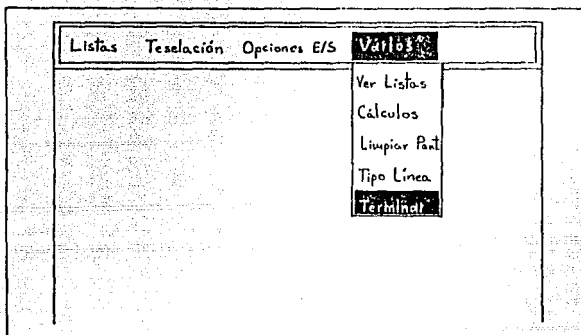 Listas Teselación Opciones E/S Varios
Ver Listas
Cálculos
Limpiar Pant
Tipo Línea
Terminar